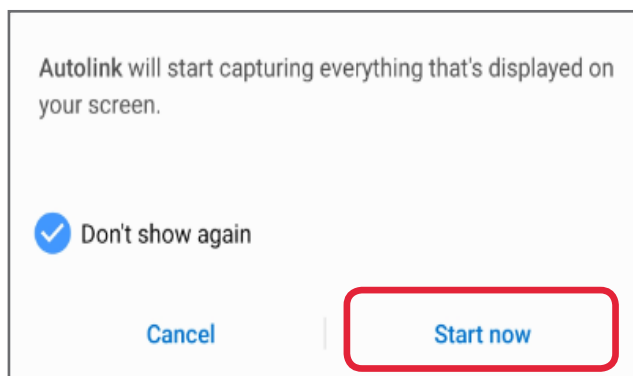 Autolink will start capturing everything that's displayed on
your screen.
Don't show again
Cancel
Start now